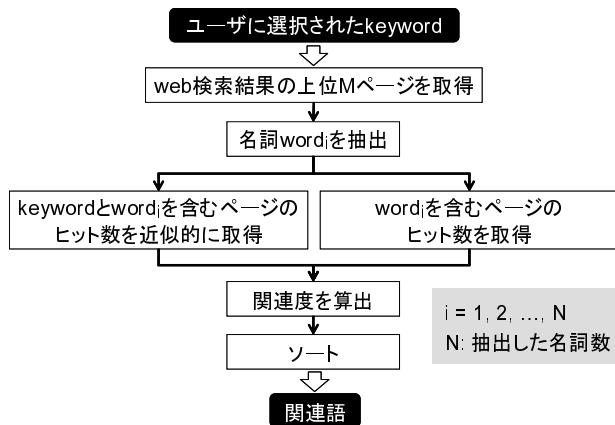 ユーザに選択されたkeyword
web検索結果の上位Mページを取得
名詞wordiを抽出
keywordとwordiを含むページの
ヒット数を近似的に取得
wordiを含むページの
ヒット数を取得
関連度を算出
i = 1, 2, …, N
N: 抽出した名詞数
ソート
関連語